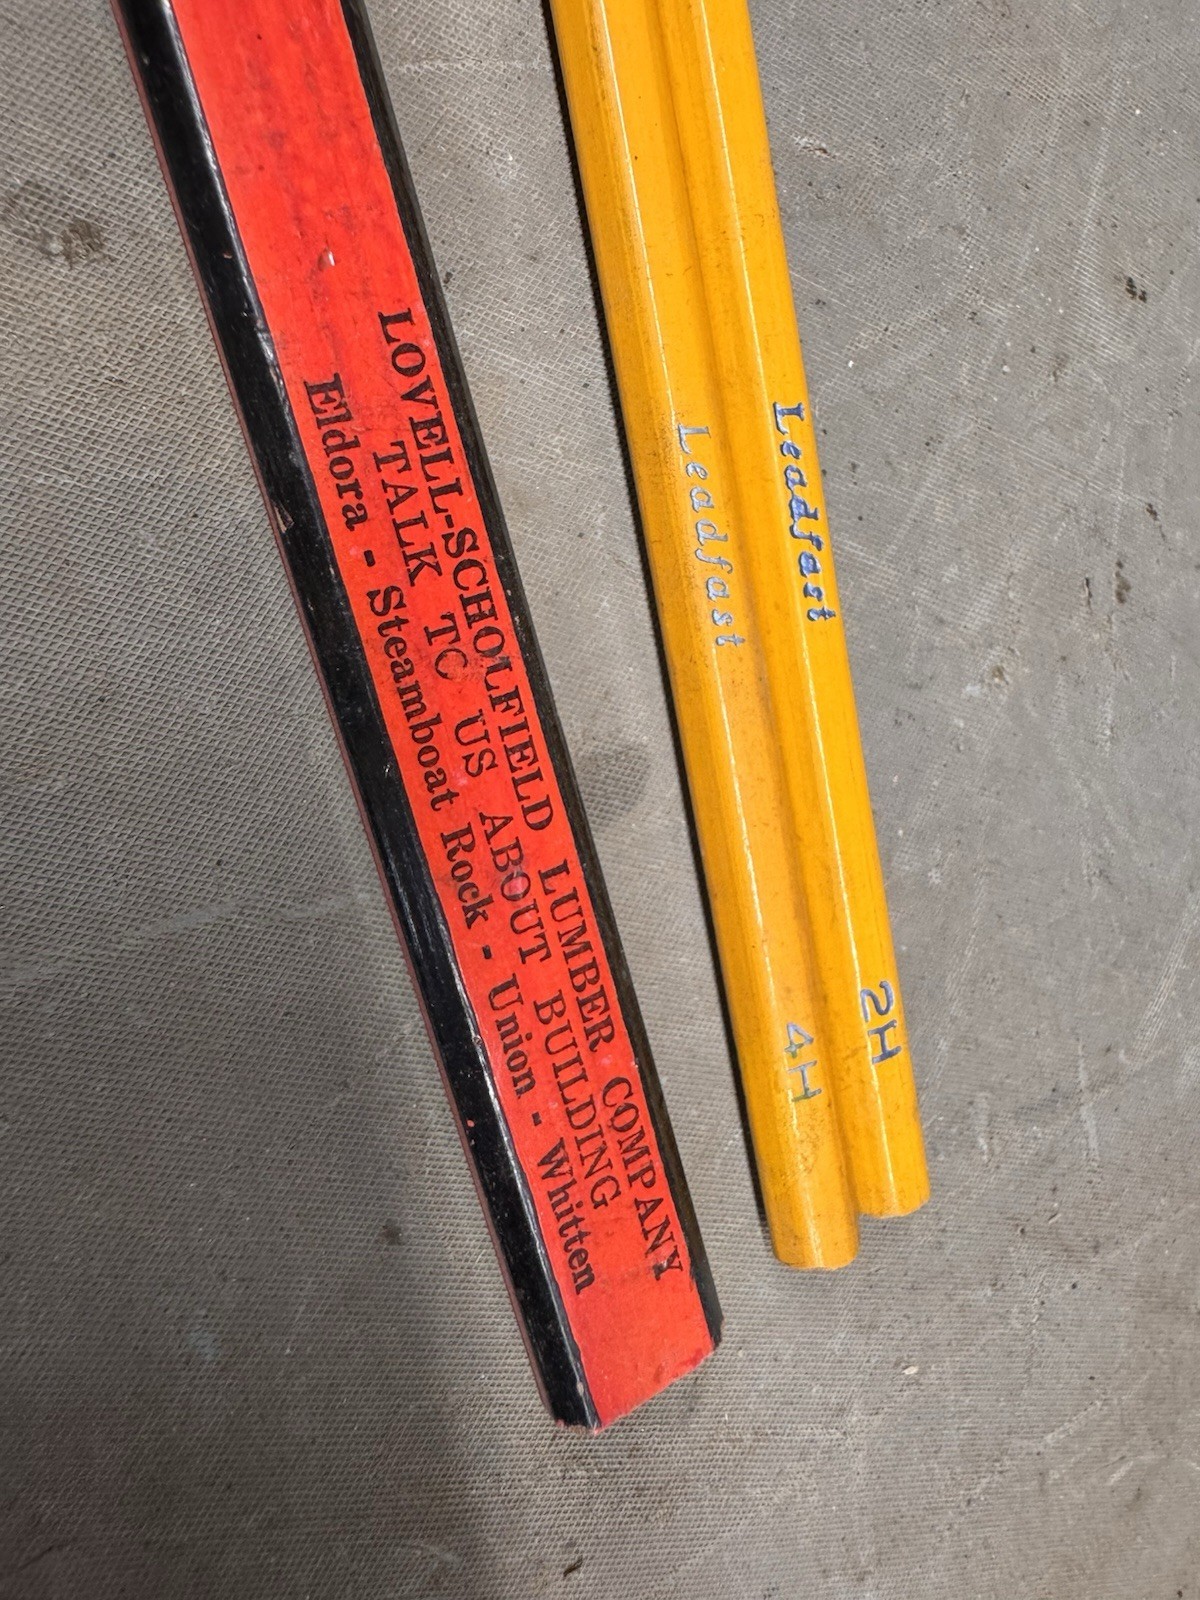 LOVELL-SCHOLFIELD LUMBER COMPANY
TALK TO US ABOUT BUILDING
Eldora - Steamboat Rock - Union - Whitten
Leadfast 4H
Leadfast 2H